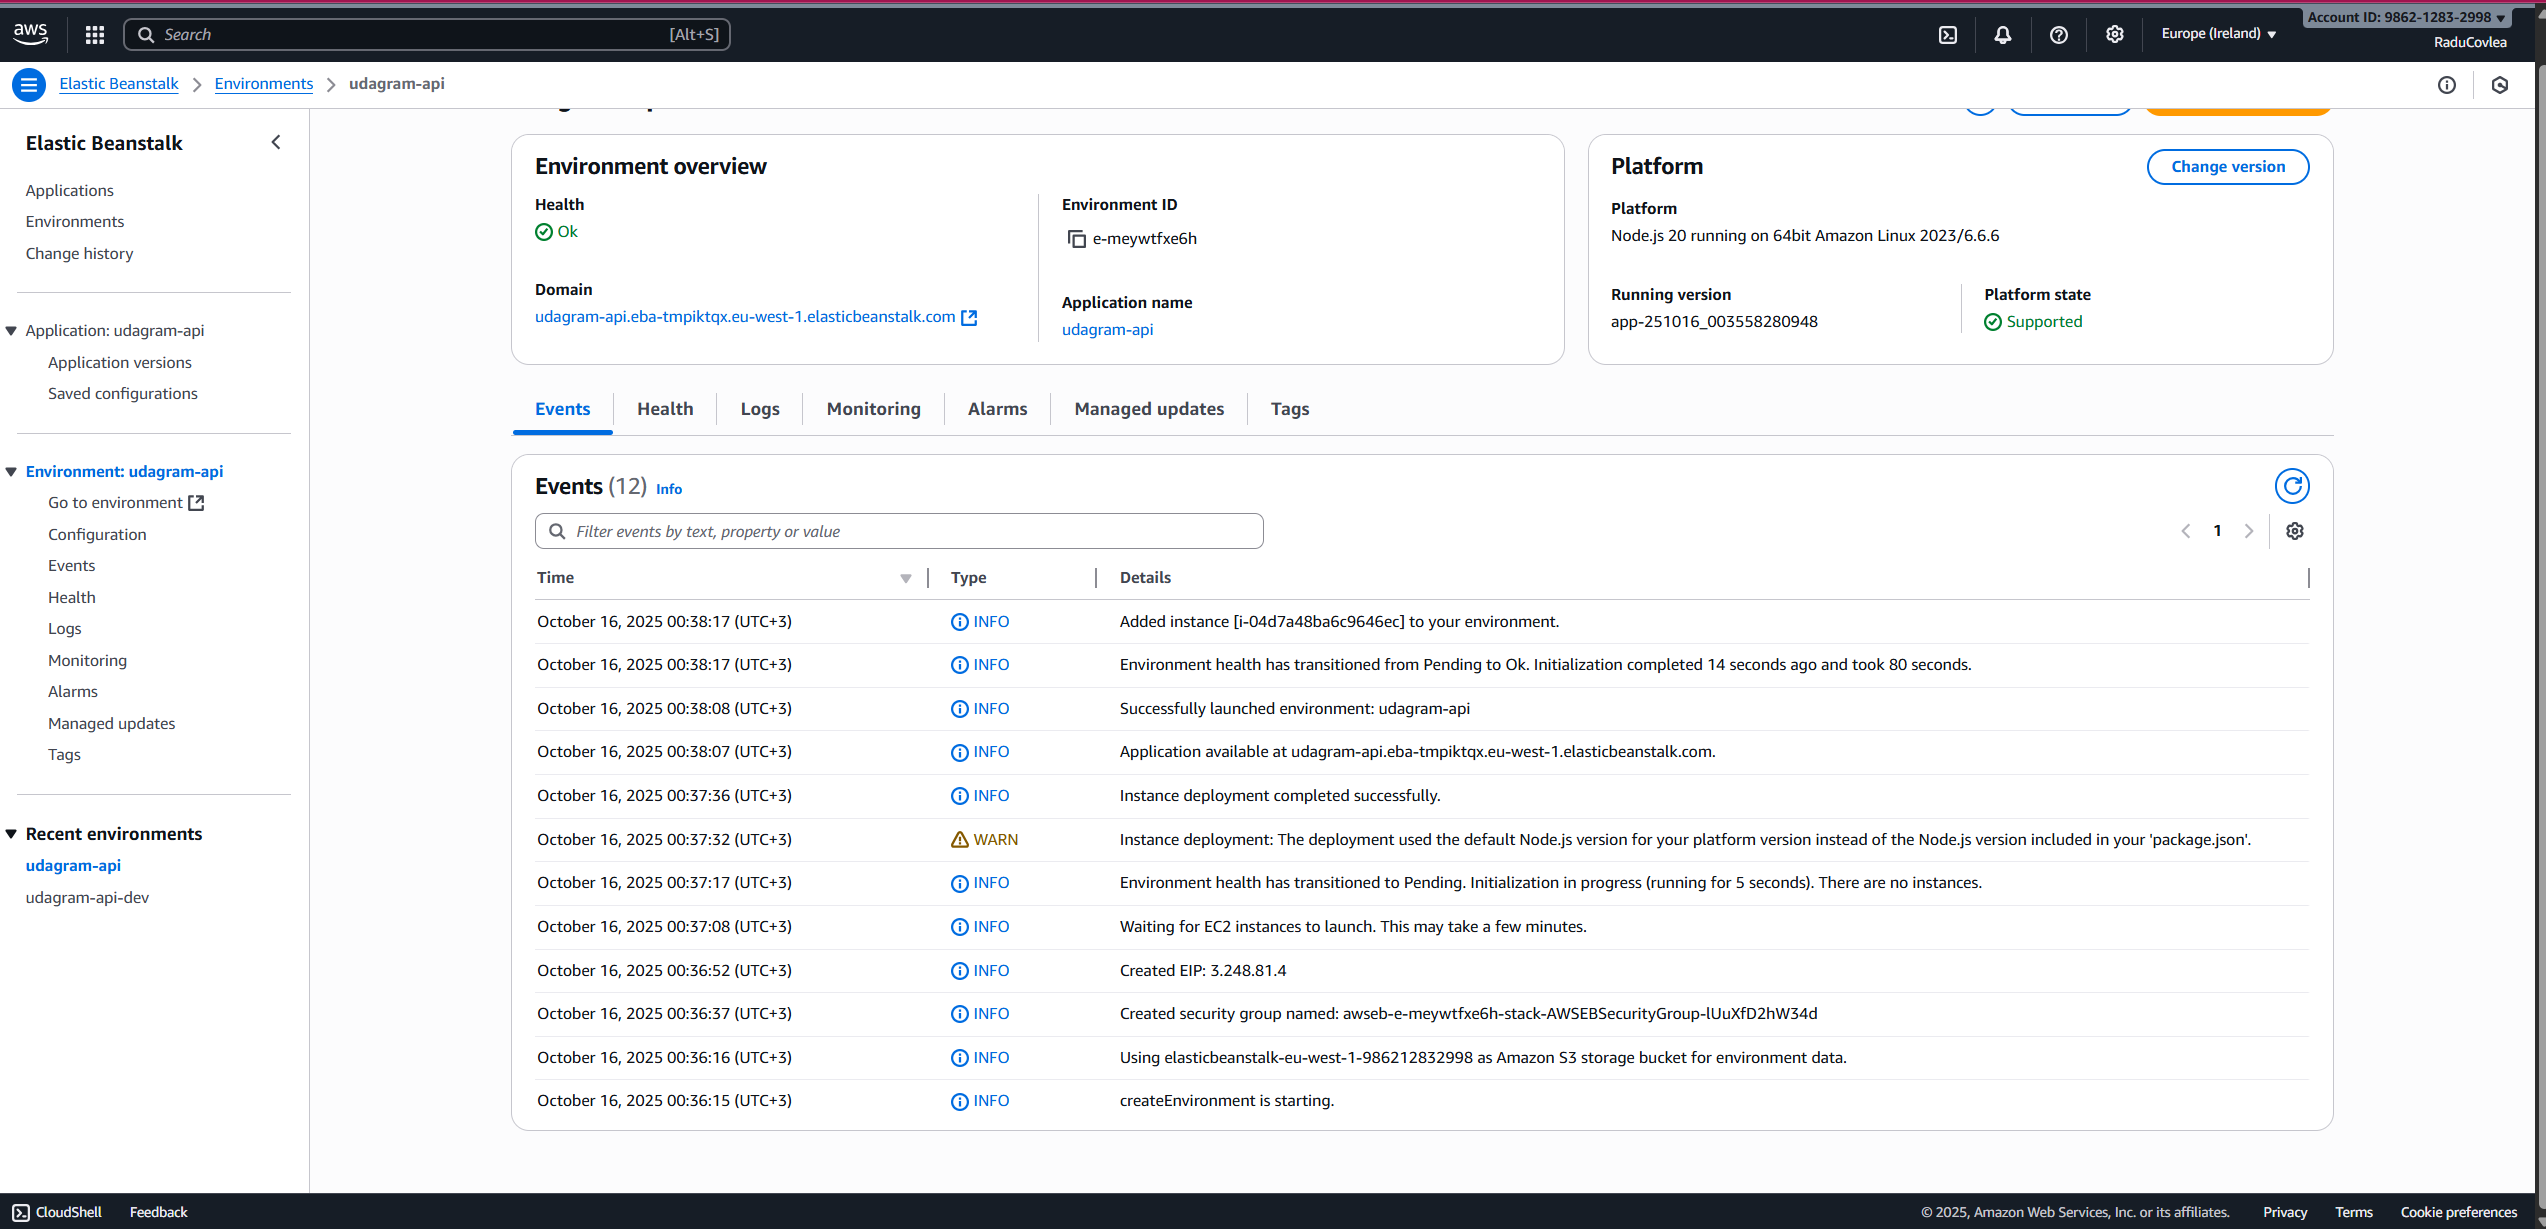 aws
Search
[Alt+S]
Europe (Ireland)
Account ID: 9862-1283-2998
RaduCovlea
Elastic Beanstalk
Environments
udagram-api
Elastic Beanstalk
Applications
Environments
Change history
Application: udagram-api
Application versions
Saved configurations
Environment: udagram-api
Go to environment
Configuration
Events
Health
Logs
Monitoring
Alarms
Managed updates
Tags
Recent environments
udagram-api
udagram-api-dev
Environment overview
Health
Ok
Domain
udagram-api.eba-tmpiktqx.eu-west-1.elasticbeanstalk.com
Environment ID
e-meywtfxe6h
Application name
udagram-api
Platform
Change version
Platform
Node.js 20 running on 64bit Amazon Linux 2023/6.6.6
Running version
app-251016_003558280948
Platform state
Supported
Events Health Logs Monitoring Alarms Managed updates Tags
Events (12) Info
Filter events by text, property or value
1
Time Type Details
October 16, 2025 00:38:17 (UTC+3) INFO Added instance [i-04d7a48ba6c9646ec] to your environment.
October 16, 2025 00:38:17 (UTC+3) INFO Environment health has transitioned from Pending to Ok. Initialization completed 14 seconds ago and took 80 seconds.
October 16, 2025 00:38:08 (UTC+3) INFO Successfully launched environment: udagram-api
October 16, 2025 00:38:07 (UTC+3) INFO Application available at udagram-api.eba-tmpiktqx.eu-west-1.elasticbeanstalk.com.
October 16, 2025 00:37:36 (UTC+3) INFO Instance deployment completed successfully.
October 16, 2025 00:37:32 (UTC+3) WARN Instance deployment: The deployment used the default Node.js version for your platform version instead of the Node.js version included in your 'package.json'.
October 16, 2025 00:37:17 (UTC+3) INFO Environment health has transitioned to Pending. Initialization in progress (running for 5 seconds). There are no instances.
October 16, 2025 00:37:08 (UTC+3) INFO Waiting for EC2 instances to launch. This may take a few minutes.
October 16, 2025 00:36:52 (UTC+3) INFO Created EIP: 3.248.81.4
October 16, 2025 00:36:37 (UTC+3) INFO Created security group named: awseb-e-meywtfxe6h-stack-AWSEBSecurityGroup-lUuXfD2hW34d
October 16, 2025 00:36:16 (UTC+3) INFO Using elasticbeanstalk-eu-west-1-986212832998 as Amazon S3 storage bucket for environment data.
October 16, 2025 00:36:15 (UTC+3) INFO createEnvironment is starting.
CloudShell Feedback © 2025, Amazon Web Services, Inc. or its affiliates. Privacy Terms Cookie preferences